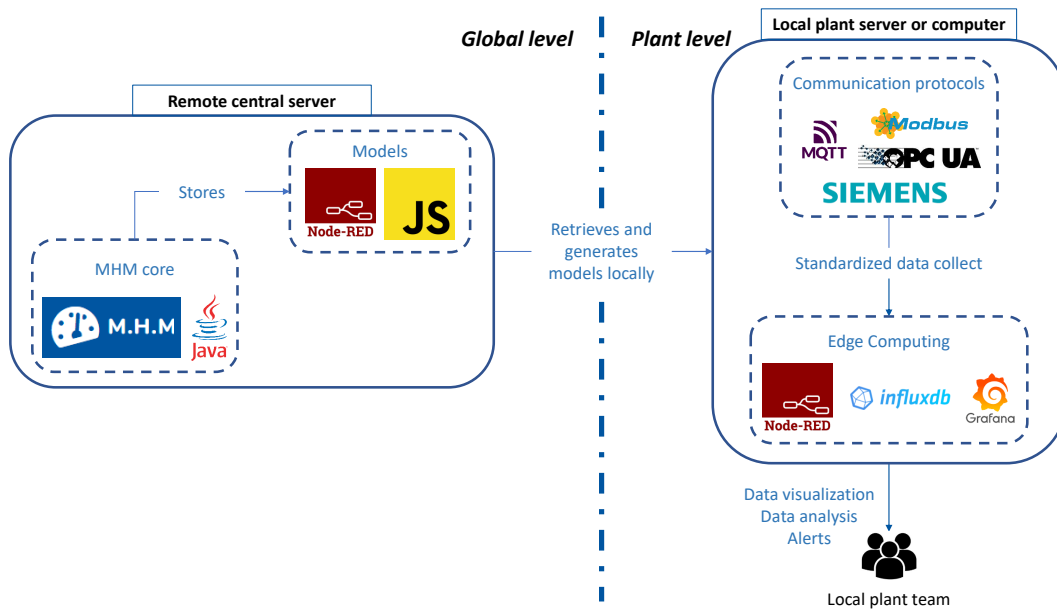 Global level
Plant level
Local plant server or computer
Communication protocols
MQTT
Modbus
OPC UA
SIEMENS
Remote central server
Models
Node-RED
JS
Stores
MHM core
M.H.M
Java
Retrieves and
generates
models locally
Standardized data collect
Edge Computing
Node-RED
influxdb
Grafana
Data visualization
Data analysis
Alerts
Local plant team